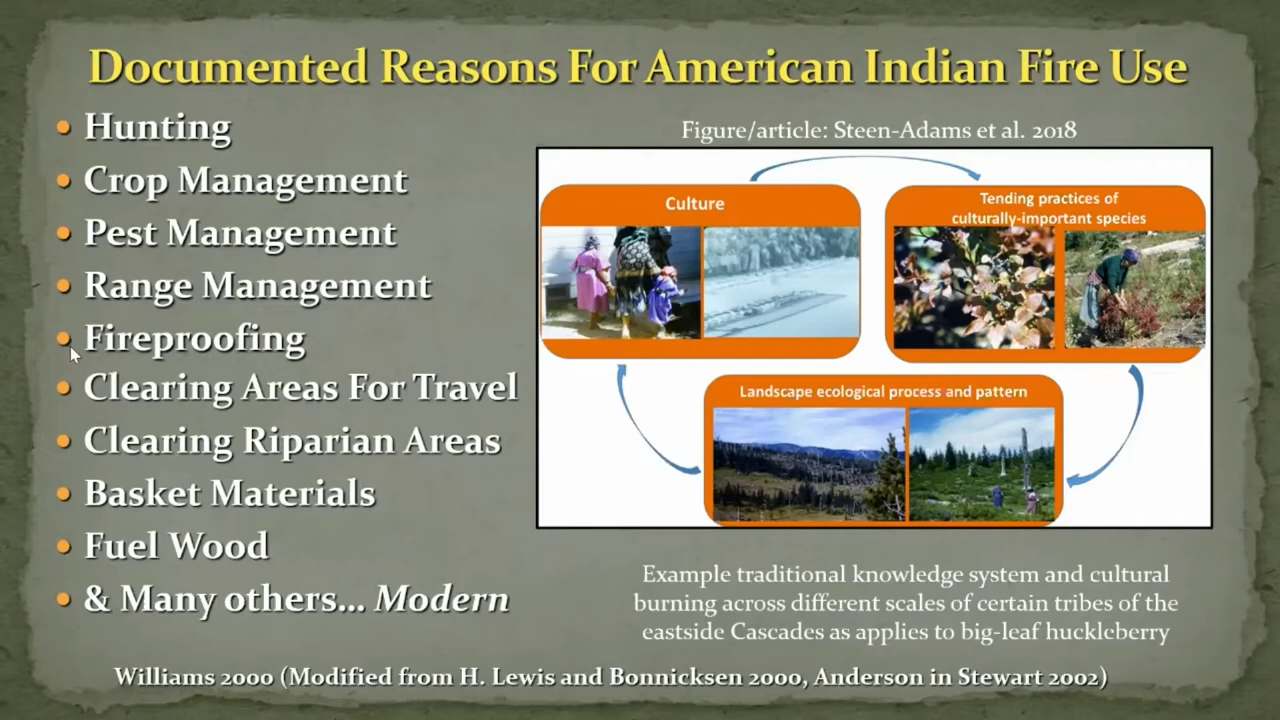 Documented Reasons For American Indian Fire Use
• Hunting
• Crop Management
• Pest Management
• Range Management
• Fireproofing
• Clearing Areas For Travel
• Clearing Riparian Areas
• Basket Materials
• Fuel Wood
• & Many others... Modern
Figure/article: Steen-Adams et al. 2018
Culture
Tending practices of
culturally-important species
Landscape ecological process and pattern
Example traditional knowledge system and cultural
burning across different scales of certain tribes of the
eastside Cascades as applies to big-leaf huckleberry
Williams 2000 (Modified from H. Lewis and Bonnicksen 2000, Anderson in Stewart 2002)